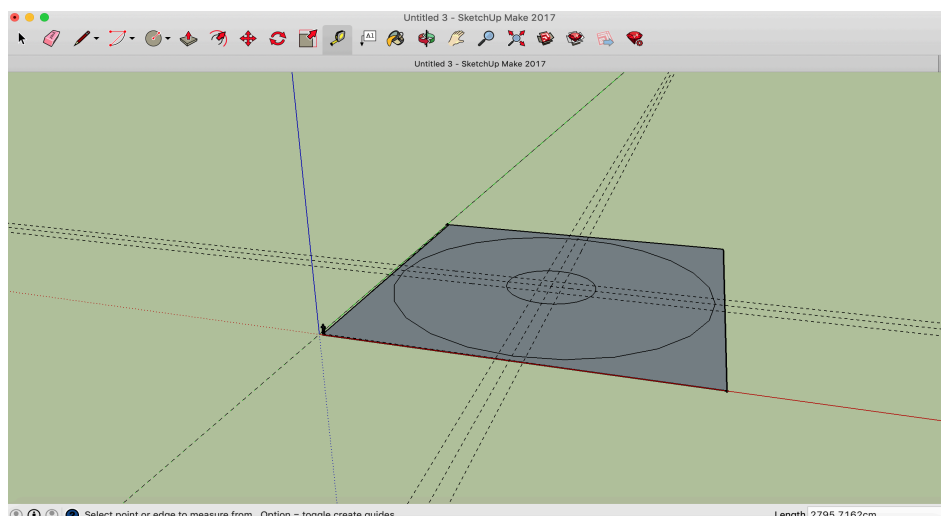 Untitled 3 - SketchUp Make 2017
A1
Untitled 3 - SketchUp Make 2017
Select point or edge to measure from. Option = toggle create guides.
Length 2795.7162cm